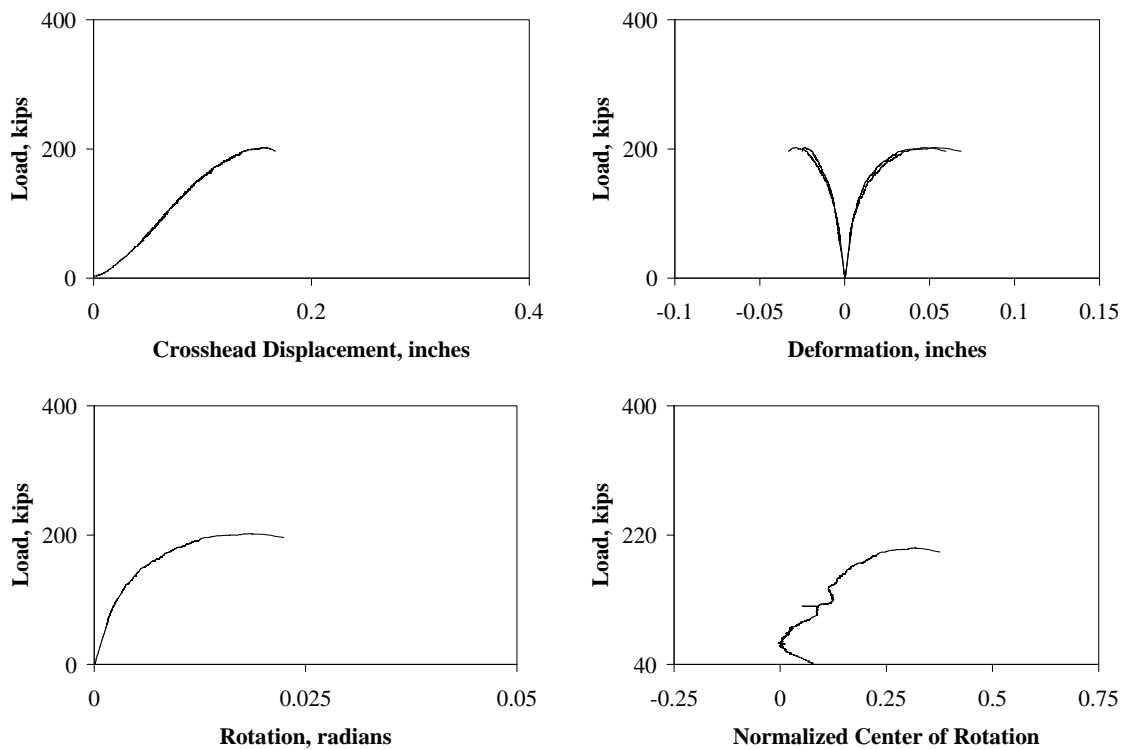 400
200
0
Load, kips
0 0.2 0.4
Crosshead Displacement, inches
400
200
0
Load, kips
-0.1 -0.05 0 0.05 0.1 0.15
Deformation, inches
400
200
0
Load, kips
0 0.025 0.05
Rotation, radians
400
220
40
Load, kips
-0.25 0 0.25 0.5 0.75
Normalized Center of Rotation